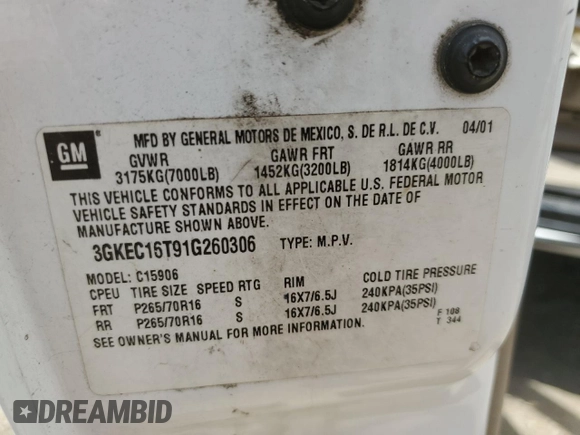 GM
MFD BY GENERAL MOTORS DE MEXICO, S. DE R.L. DE C.V. 04/01
GVWR GAWR FRT GAWR RR
3175KG(7000LB) 1452KG(3200LB) 1814KG(4000LB)
THIS VEHICLE CONFORMS TO ALL APPLICABLE U.S. FEDERAL MOTOR
VEHICLE SAFETY STANDARDS IN EFFECT ON THE DATE OF
MANUFACTURE SHOWN ABOVE.
3GKEC16T91G260306 TYPE: M.P.V.
MODEL: C15906
CPEU TIRE SIZE SPEED RTG RIM COLD TIRE PRESSURE
FRT P265/70R16 S 16X7/6.5J 240KPA(35PSI)
RR P265/70R16 S 16X7/6.5J 240KPA(35PSI)
SEE OWNER'S MANUAL FOR MORE INFORMATION.
F 108
T 344
DREAMBID